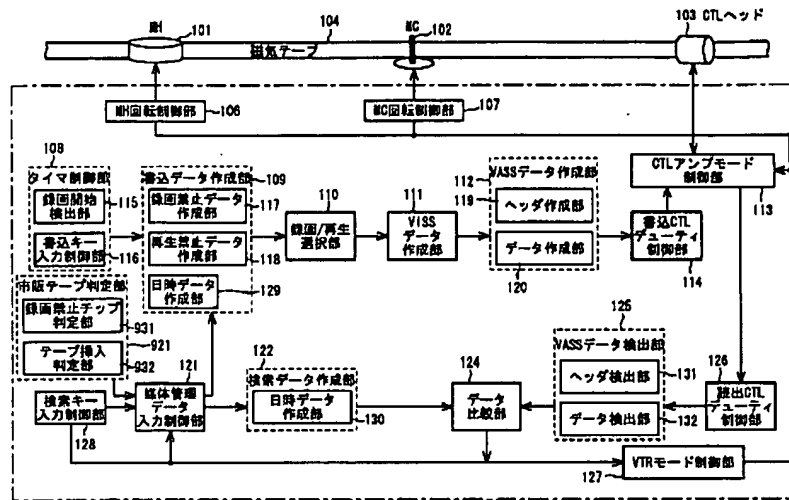 MH
101
104
磁気テープ
MC
102
103 CTLヘッド
MH回転制御部
106
MC回転制御部
107
108
タイマ制御部
録画開始
検出部
115
書込キー
入力制御部
116
書込データ作成部
109
録画禁止データ
作成部
117
再生禁止データ
作成部
118
日時データ
作成部
129
110
録画/再生
選択部
111
VISS
データ
作成部
VASSデータ作成部
112
119
ヘッダ作成部
データ作成部
120
CTLアンプモード
制御部
113
書込CTL
デューティ
制御部
114
市販テープ判定部
録画禁止チップ
判定部
931
テープ挿入
判定部
921
932
検索キー
入力制御部
128
121
媒体管理
データ
入力制御部
122
検索データ作成部
日時データ
作成部
130
124
データ
比較部
125
VASSデータ検出部
ヘッダ検出部
131
データ検出部
132
126
検出CTL
デューティ
制御部
VTRモード制御部
127